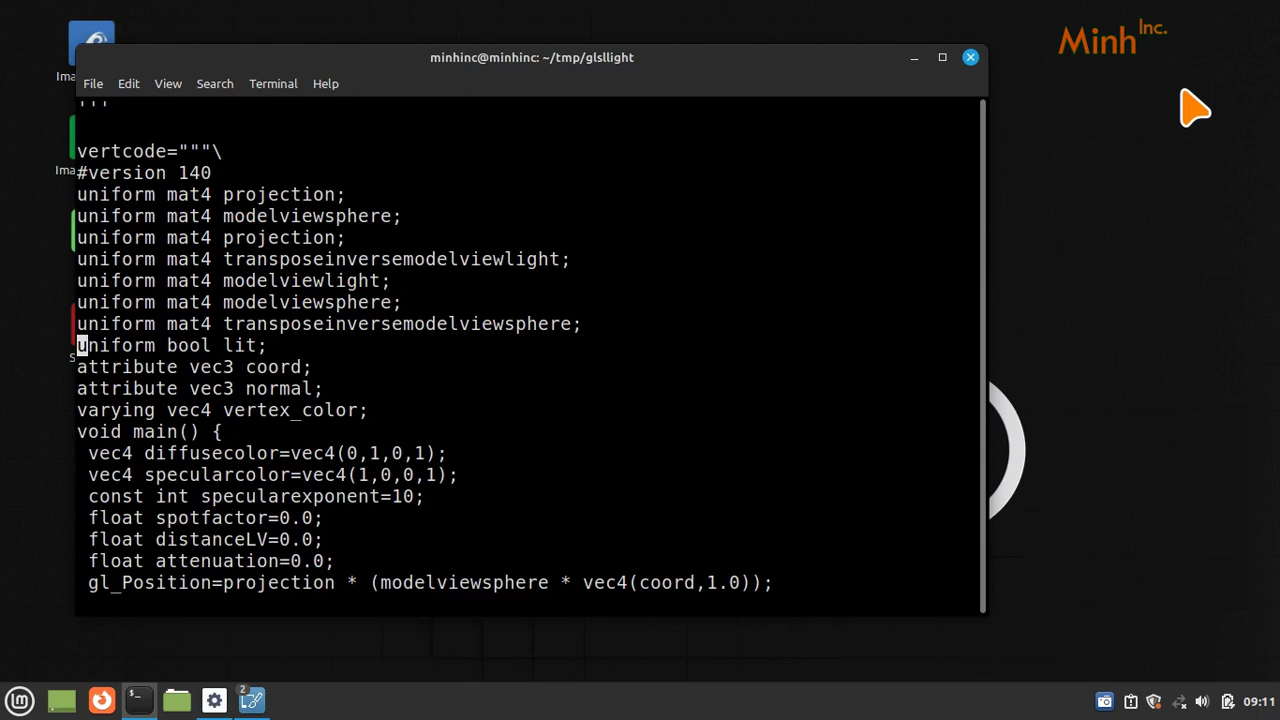 Minh Inc.
Ima
minhinc@minhinc: ~/tmp/glsllight
File Edit View Search Terminal Help
'''
vertcode="""\
#version 140
uniform mat4 projection;
uniform mat4 modelviewsphere;
uniform mat4 projection;
uniform mat4 transposeinversemodelviewlight;
uniform mat4 modelviewlight;
uniform mat4 modelviewsphere;
uniform mat4 transposeinversemodelviewsphere;
uniform bool lit;
attribute vec3 coord;
attribute vec3 normal;
varying vec4 vertex_color;
void main() {
 vec4 diffusecolor=vec4(0,1,0,1);
 vec4 specularcolor=vec4(1,0,0,1);
 const int specularexponent=10;
 float spotfactor=0.0;
 float distanceLV=0.0;
 float attenuation=0.0;
 gl_Position=projection * (modelviewsphere * vec4(coord,1.0));
Ima
S
2
09:11